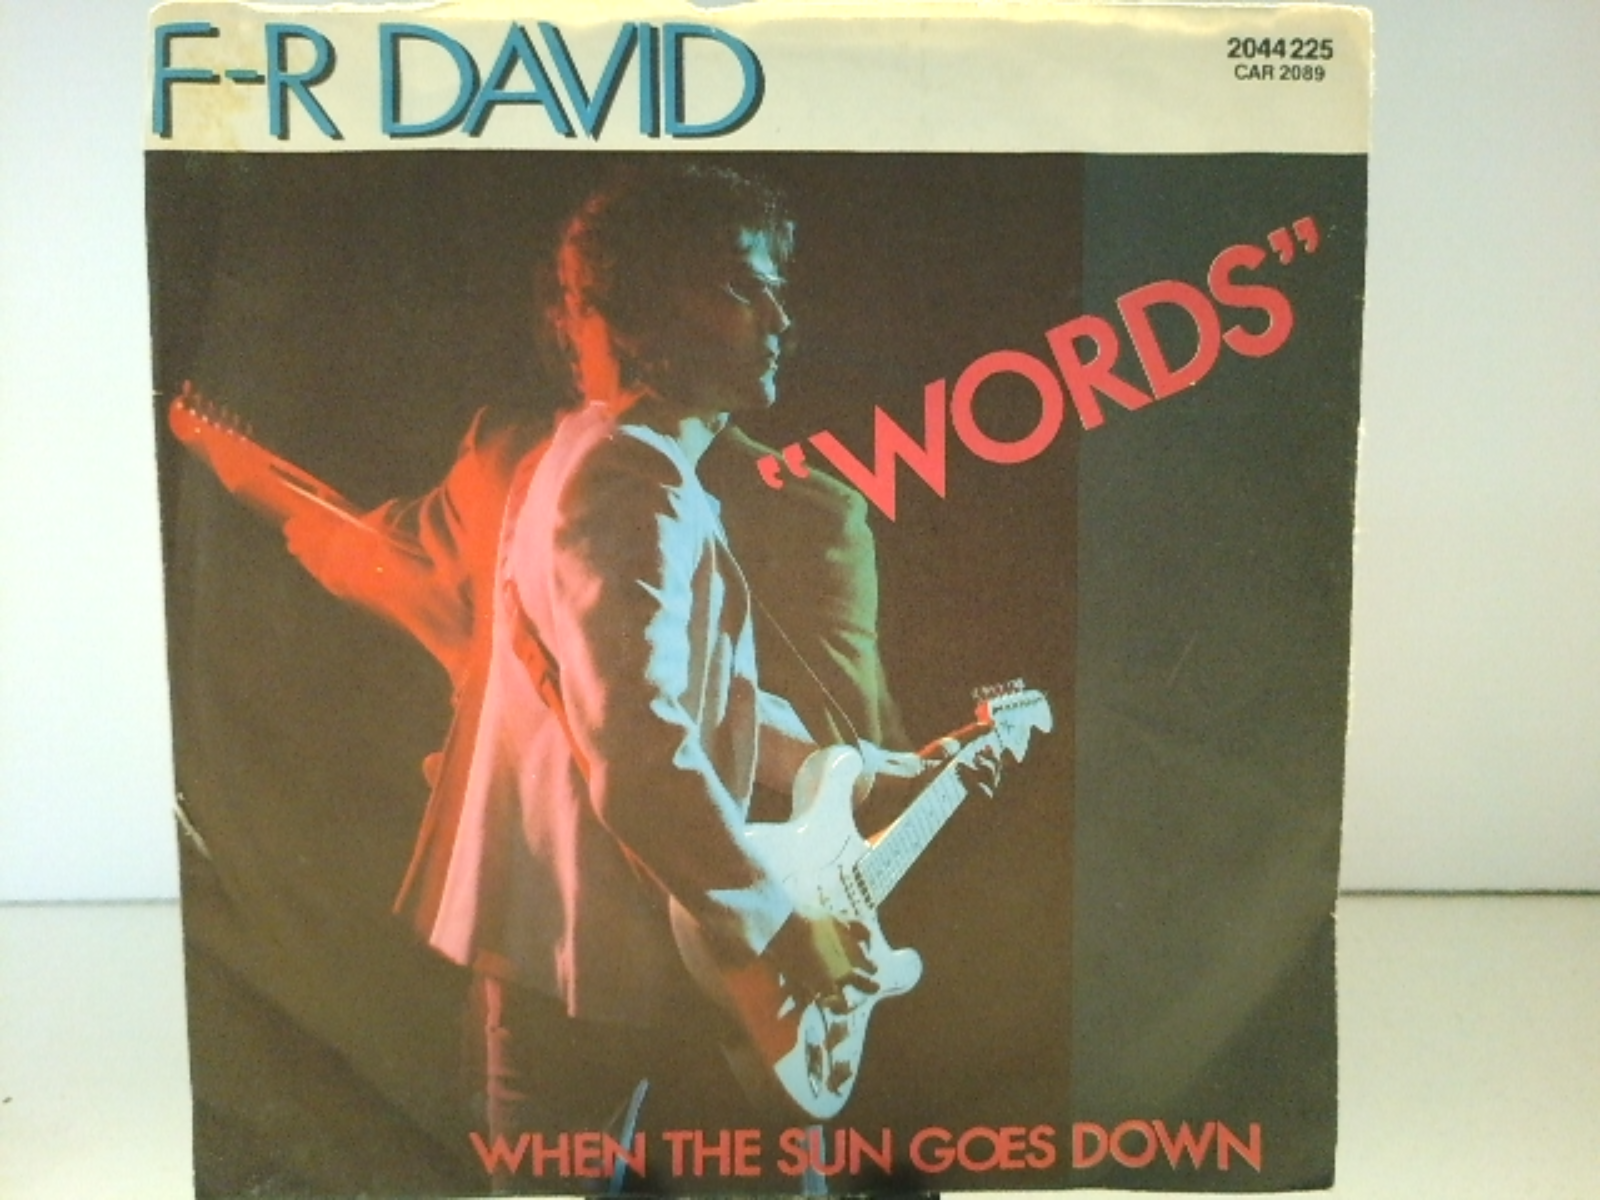 F-R DAVID
2044 225
CAR 2089
"WORDS"
WHEN THE SUN GOES DOWN